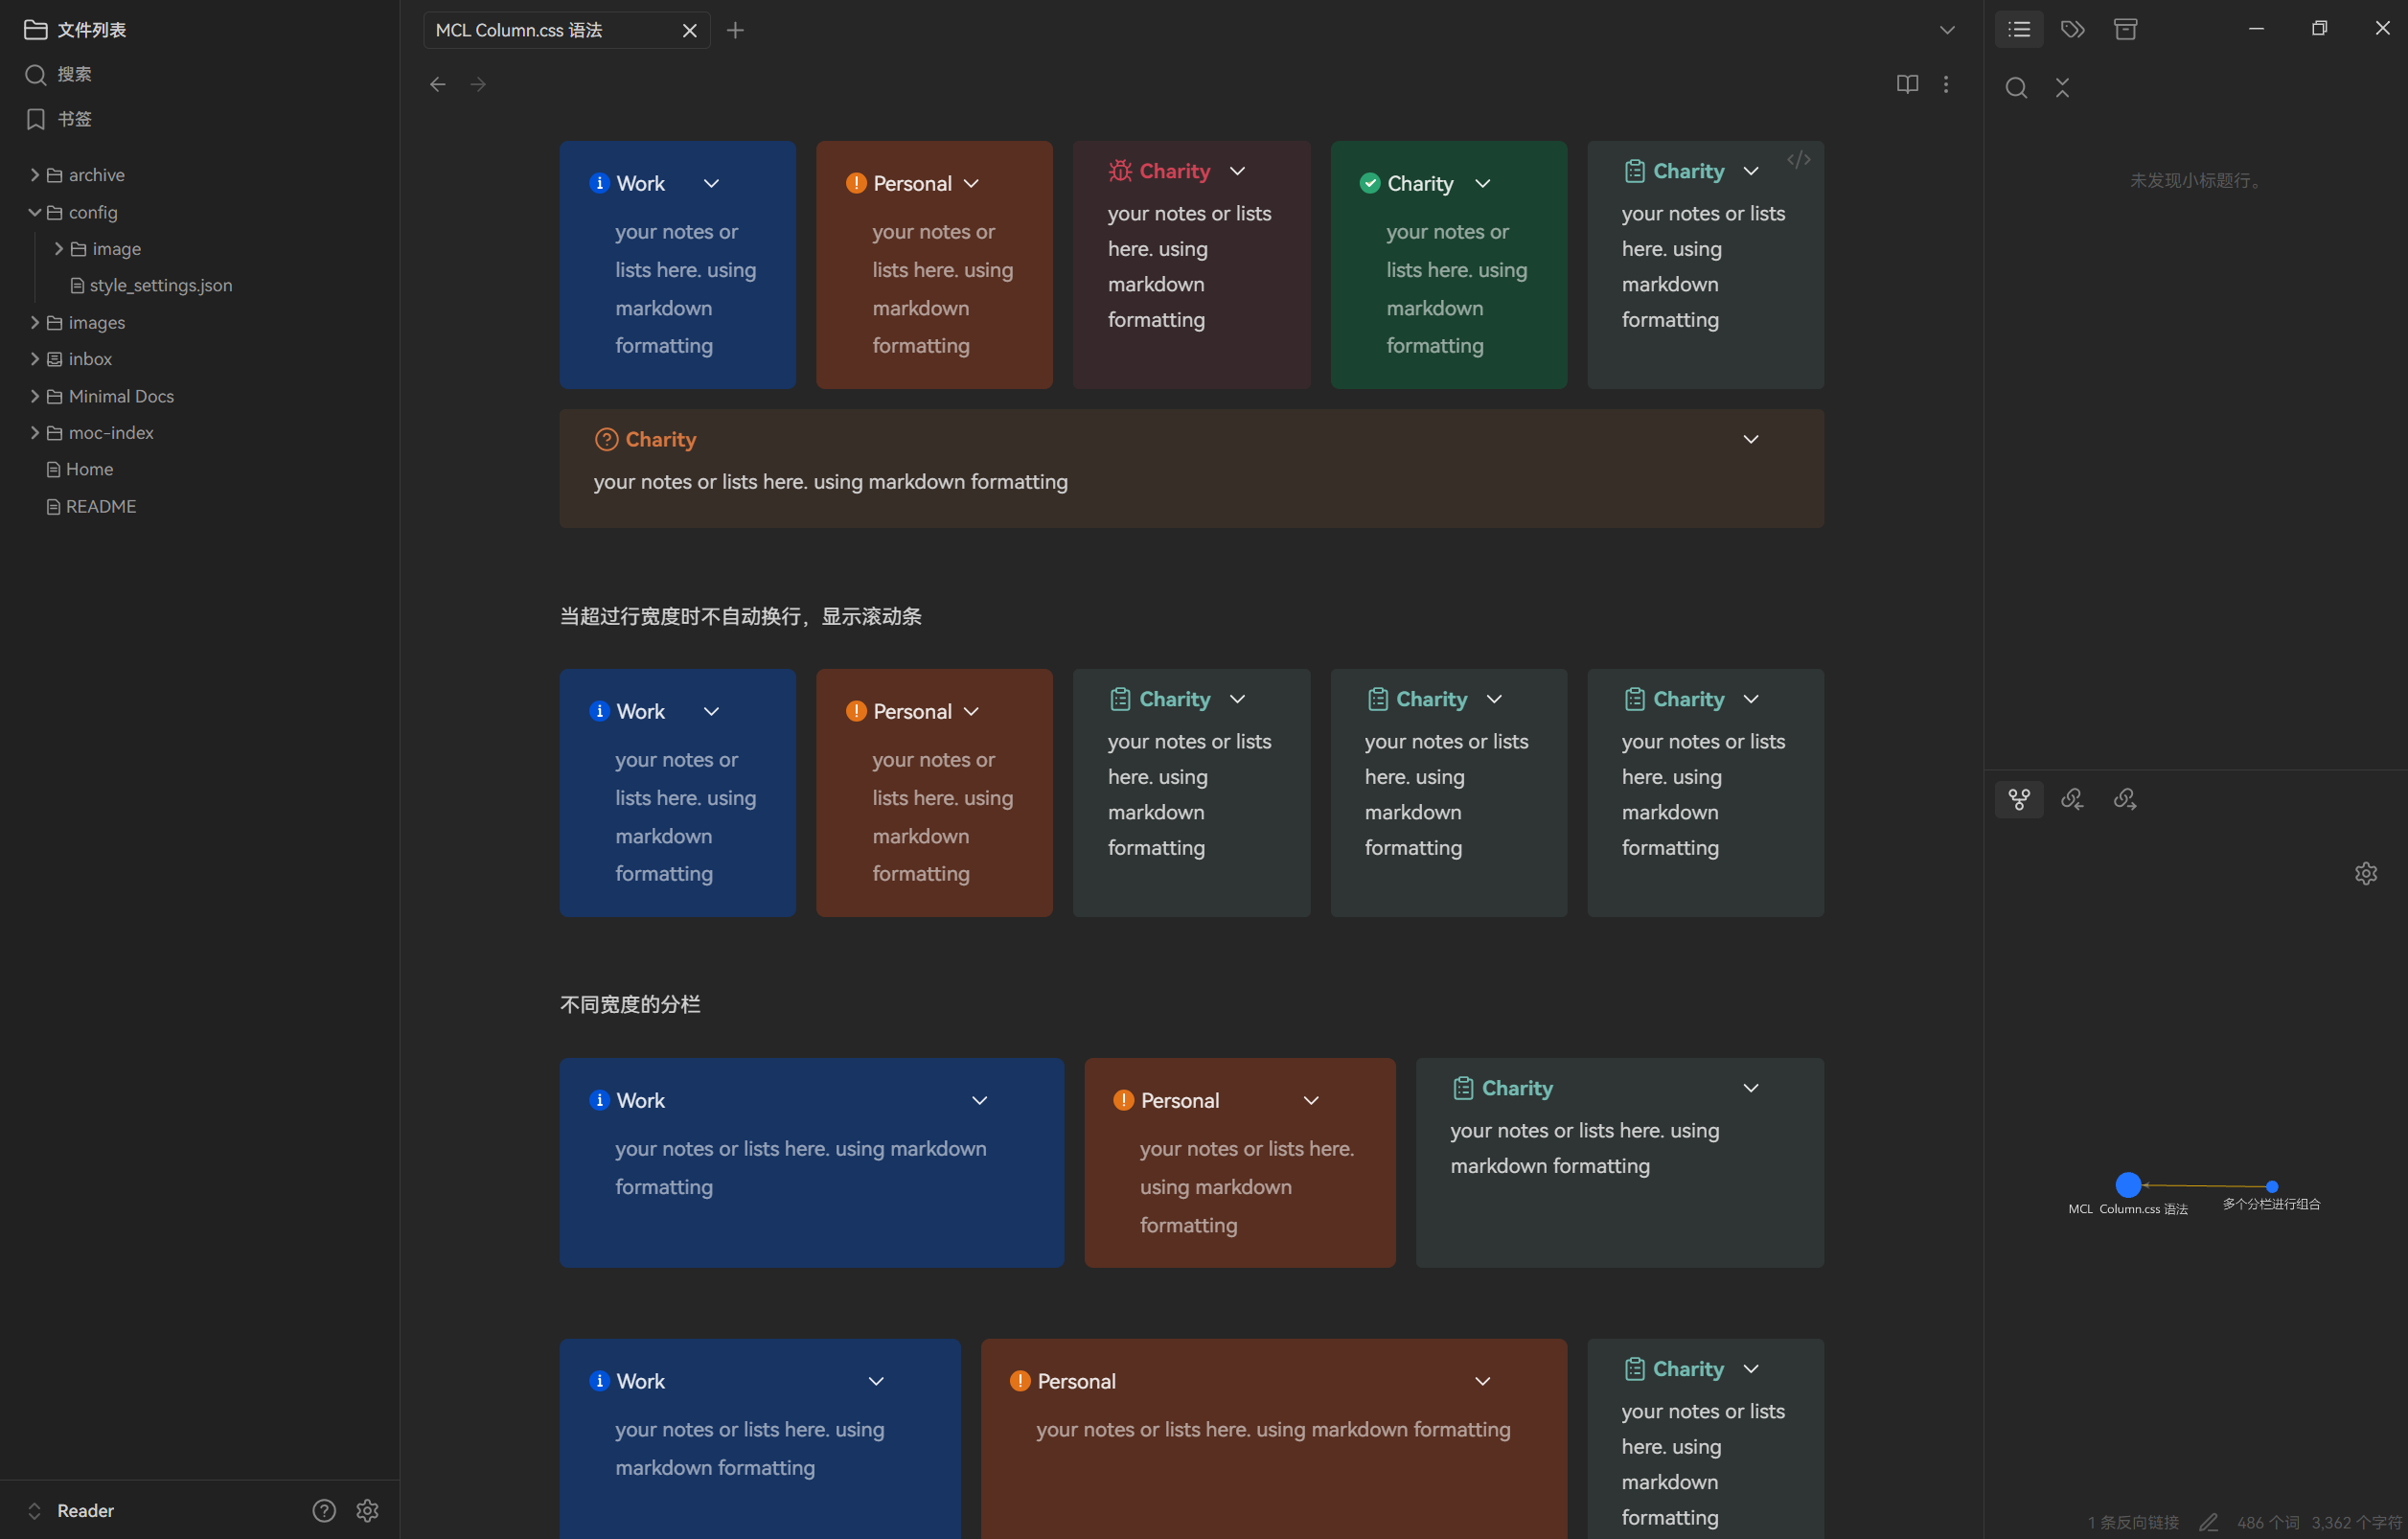 文件列表
搜索
书签
archive
config
image
style_settings.json
images
inbox
Minimal Docs
moc-index
Home
README
Reader
MCL Column.css 语法
Work
your notes or
lists here. using
markdown
formatting
Personal
your notes or
lists here. using
markdown
formatting
Charity
your notes or lists
here. using
markdown
formatting
Charity
your notes or
lists here. using
markdown
formatting
Charity
your notes or lists
here. using
markdown
formatting
Charity
your notes or lists here. using markdown formatting
当超过行宽度时不自动换行，显示滚动条
Work
your notes or
lists here. using
markdown
formatting
Personal
your notes or
lists here. using
markdown
formatting
Charity
your notes or lists
here. using
markdown
formatting
Charity
your notes or lists
here. using
markdown
formatting
Charity
your notes or lists
here. using
markdown
formatting
不同宽度的分栏
Work
your notes or lists here. using markdown
formatting
Personal
your notes or lists here.
using markdown
formatting
Charity
your notes or lists here. using
markdown formatting
Work
your notes or lists here. using
markdown formatting
Personal
your notes or lists here. using markdown formatting
Charity
your notes or lists
here. using
markdown
formatting
未发现小标题行。
MCL Column.css 语法
多个分栏进行组合
1 条反向链接 486 个词 3,362 个字符